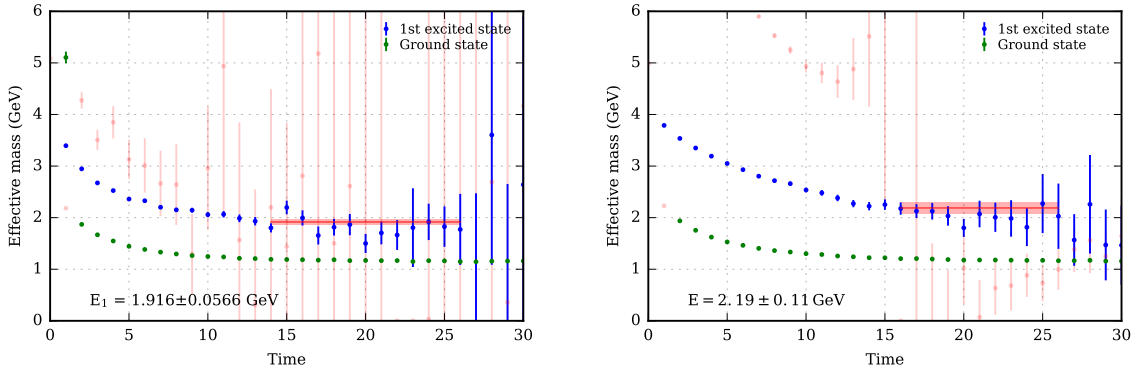 6
5
4
3
2
1
0
Effective mass (GeV)
1st excited state
Ground state
E₁ = 1.916±0.0566 GeV
0 5 10 15 20 25 30
Time
6
5
4
3
2
1
0
Effective mass (GeV)
1st excited state
Ground state
E = 2.19 ± 0.11 GeV
0 5 10 15 20 25 30
Time